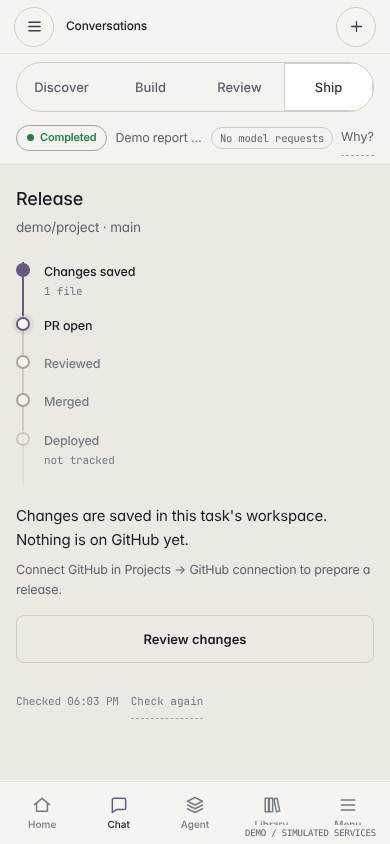 Conversations
Discover Build Review Ship
Completed Demo report ... No model requests Why?
Release
demo/project · main
Changes saved
1 file
PR open
Reviewed
Merged
Deployed
not tracked
Changes are saved in this task's workspace.
Nothing is on GitHub yet.
Connect GitHub in Projects → GitHub connection to prepare a
release.
Review changes
Checked 06:03 PM Check again
Home Chat Agent Library Menu
DEMO / SIMULATED SERVICES